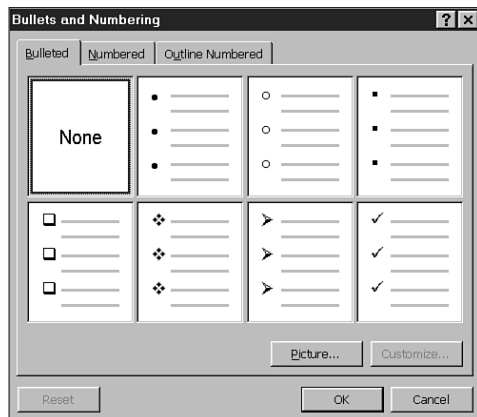 Bullets and Numbering
Bulleted Numbered Outline Numbered
None
Picture... Customize...
Reset OK Cancel